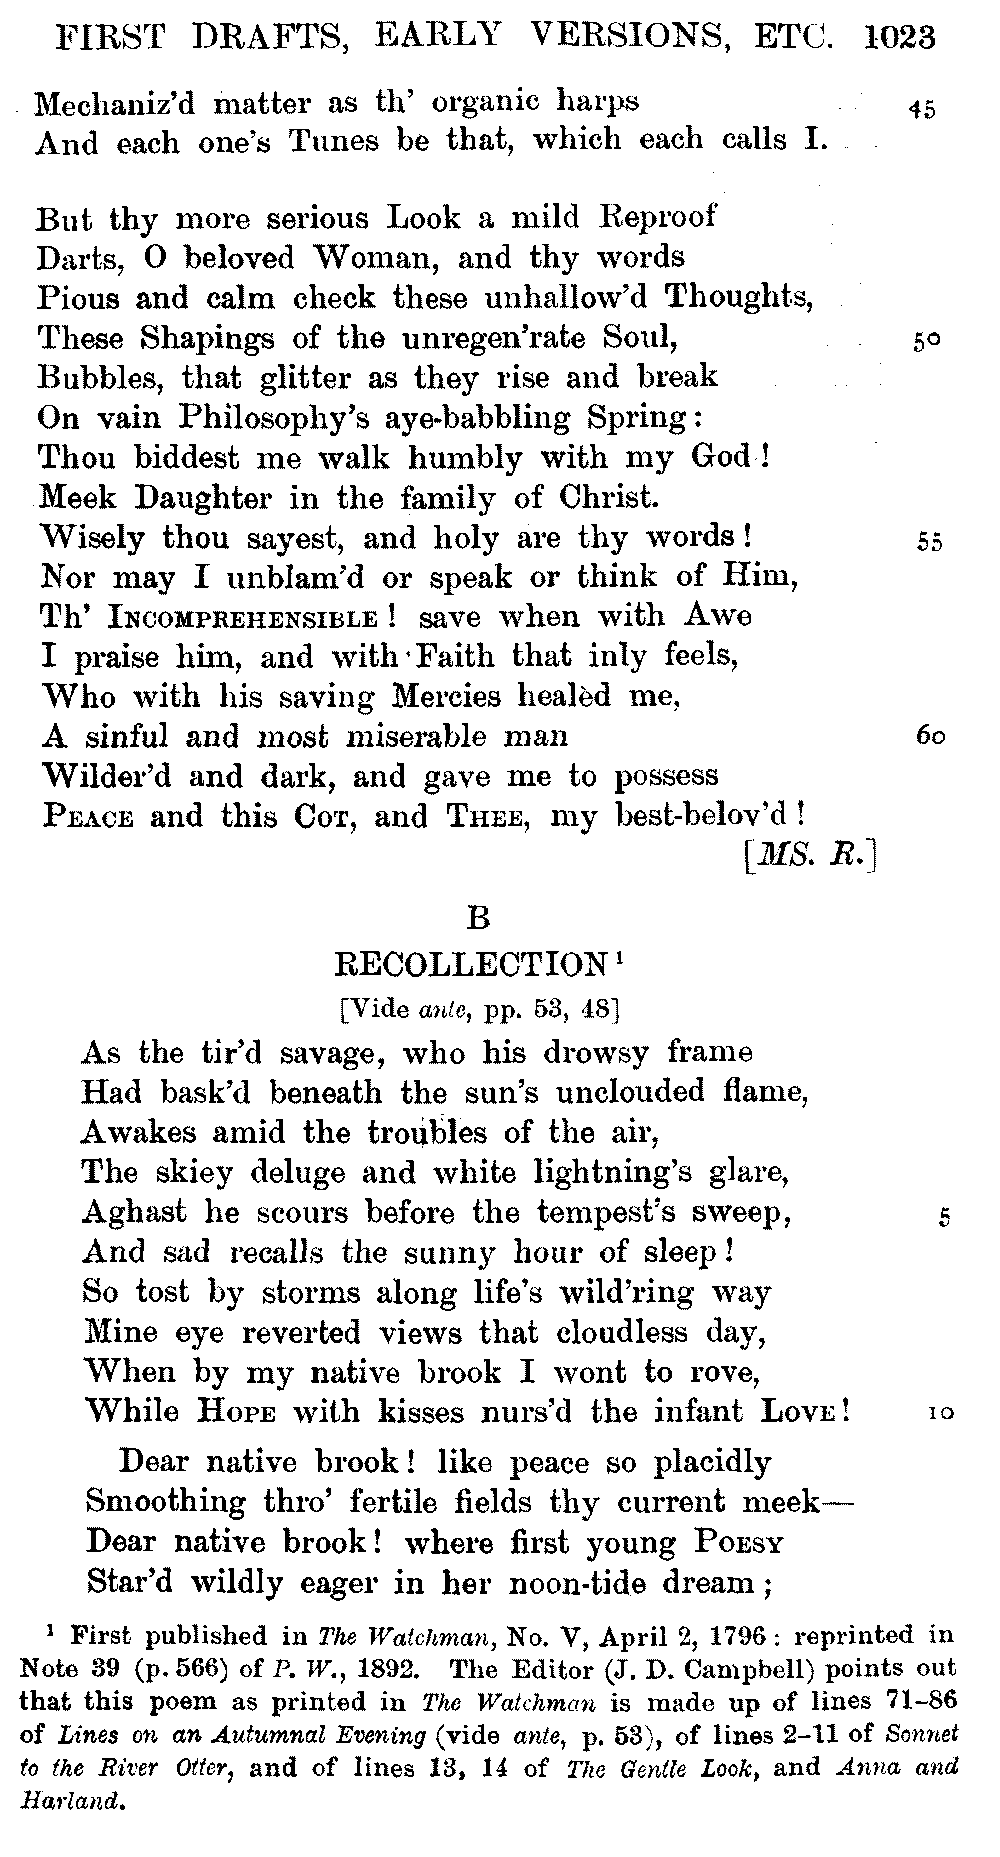 FIRST DRAFTS, EARLY VERSIONS, ETC. 1023
Mechaniz'd matter as th' organic harps 45
And each one's Tunes be that, which each calls I.
But thy more serious Look a mild Reproof
Darts, O beloved Woman, and thy words
Pious and calm check these unhallow'd Thoughts,
These Shapings of the unregen'rate Soul, 50
Bubbles, that glitter as they rise and break
On vain Philosophy's aye-babbling Spring:
Thou biddest me walk humbly with my God!
Meek Daughter in the family of Christ.
Wisely thou sayest, and holy are thy words! 55
Nor may I unblam'd or speak or think of Him,
Th' INCOMPREHENSIBLE! save when with Awe
I praise him, and with Faith that inly feels,
Who with his saving Mercies healèd me,
A sinful and most miserable man 60
Wilder'd and dark, and gave me to possess
PEACE and this COT, and THEE, my best-belov'd!
[MS. R.]
B
RECOLLECTION¹
[Vide ante, pp. 53, 48]
As the tir'd savage, who his drowsy frame
Had bask'd beneath the sun's unclouded flame,
Awakes amid the troubles of the air,
The skiey deluge and white lightning's glare,
Aghast he scours before the tempest's sweep, 5
And sad recalls the sunny hour of sleep!
So tost by storms along life's wild'ring way
Mine eye reverted views that cloudless day,
When by my native brook I wont to rove,
While HOPE with kisses nurs'd the infant LOVE! 10
Dear native brook! like peace so placidly
Smoothing thro' fertile fields thy current meek—
Dear native brook! where first young POESY
Star'd wildly eager in her noon-tide dream;
¹ First published in The Watchman, No. V, April 2, 1796: reprinted in
Note 39 (p. 566) of P. W., 1892. The Editor (J. D. Campbell) points out
that this poem as printed in The Watchman is made up of lines 71-86
of Lines on an Autumnal Evening (vide ante, p. 53), of lines 2-11 of Sonnet
to the River Otter, and of lines 13, 14 of The Gentle Look, and Anna and
Harland.